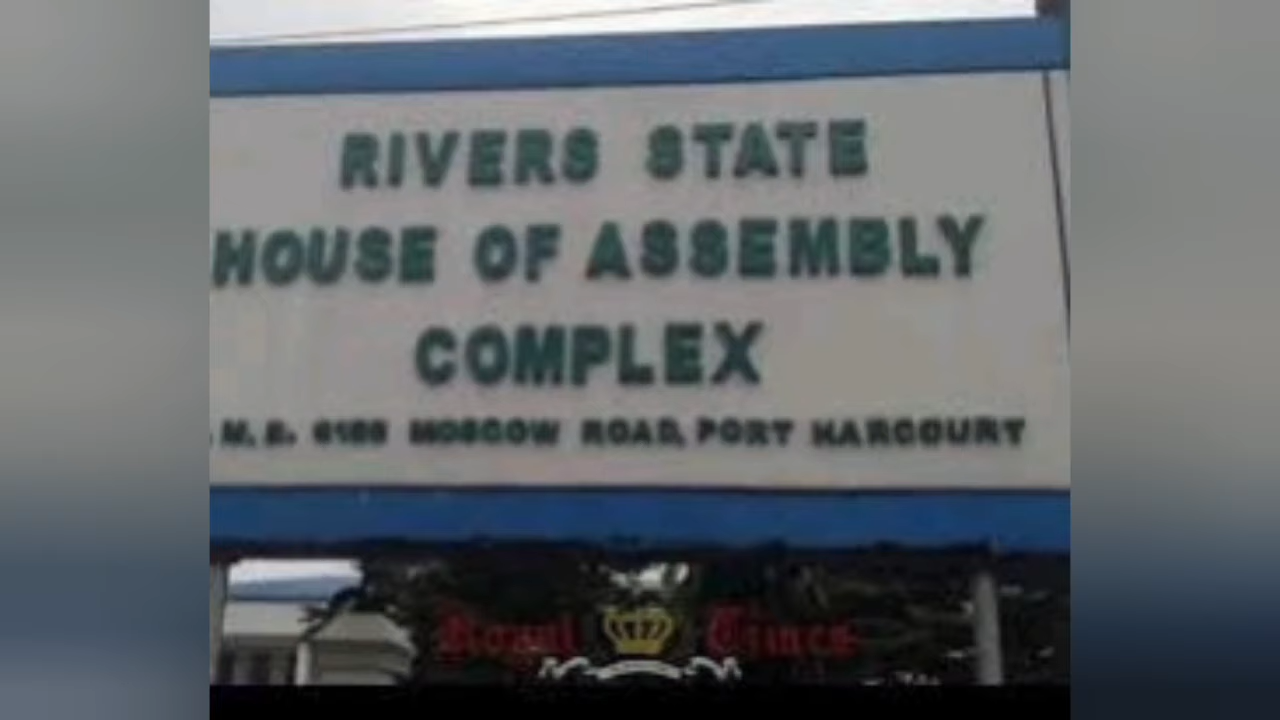 RIVERS STATE
HOUSE OF ASSEMBLY
COMPLEX
MOSCOW ROAD, PORT HARCOURT
Royal Times